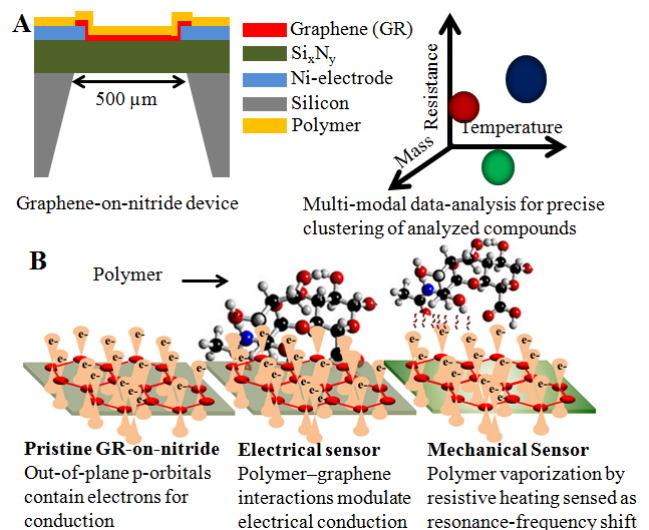 A
Graphene (GR)
SixNy
Ni-electrode
Silicon
Polymer
500 µm
Graphene-on-nitride device
Resistance
Temperature
Mass
Multi-modal data-analysis for precise
clustering of analyzed compounds
B
Polymer
e- e- e- e- e- e- e- e- e- e-
e- e- e- e- e- e- e- e- e-
e- e- e- e- e- e- e- e- e- e-
Pristine GR-on-nitride
Out-of-plane p-orbitals
contain electrons for
conduction
Electrical sensor
Polymer–graphene
interactions modulate
electrical conduction
Mechanical Sensor
Polymer vaporization by
resistive heating sensed as
resonance-frequency shift